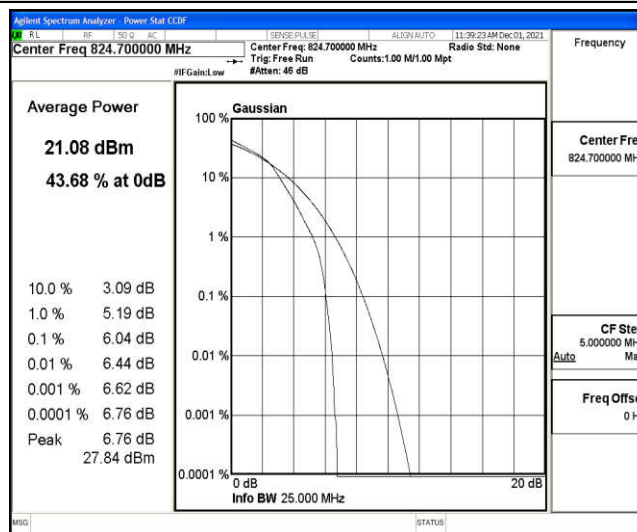 Agilent Spectrum Analyzer - Power Stat CCDF
RL RF 50 Ω AC SENSE:PULSE ALIGN AUTO 11:39:23 AM Dec 01, 2021
Center Freq 824.700000 MHz
Center Freq: 824.700000 MHz Radio Std: None
Trig: Free Run Counts:1.00 M/1.00 Mpt
#IFGain:Low #Atten: 46 dB
Frequency
Average Power
21.08 dBm
43.68 % at 0dB
10.0 % 3.09 dB
1.0 % 5.19 dB
0.1 % 6.04 dB
0.01 % 6.44 dB
0.001 % 6.62 dB
0.0001 % 6.76 dB
Peak 6.76 dB
27.84 dBm
Gaussian
100 %
10 %
1 %
0.1 %
0.01 %
0.001 %
0.0001 %
0 dB 20 dB
Info BW 25.000 MHz
Center Fre
824.700000 MH
CF Ste
5.000000 MH
Auto Ma
Freq Offs
0 H
MSG STATUS